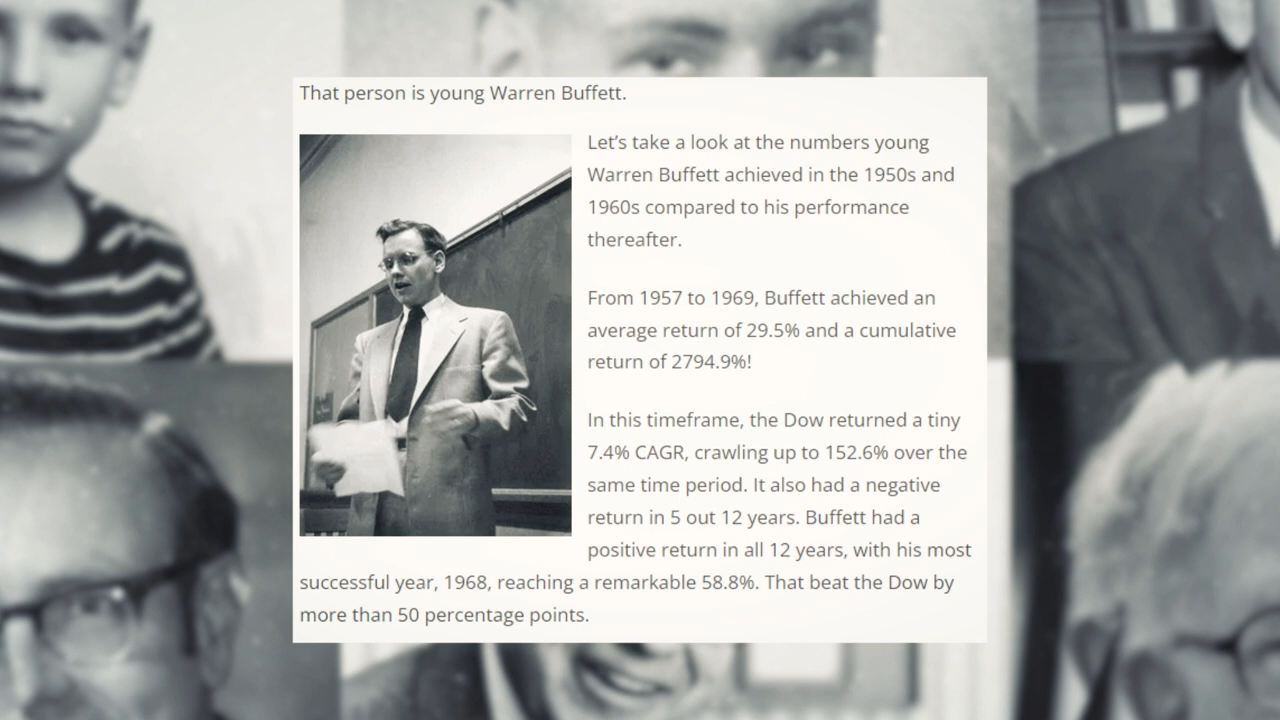 That person is young Warren Buffett.
Let’s take a look at the numbers young
Warren Buffett achieved in the 1950s and
1960s compared to his performance
thereafter.
From 1957 to 1969, Buffett achieved an
average return of 29.5% and a cumulative
return of 2794.9%!
In this timeframe, the Dow returned a tiny
7.4% CAGR, crawling up to 152.6% over the
same time period. It also had a negative
return in 5 out 12 years. Buffett had a
positive return in all 12 years, with his most
successful year, 1968, reaching a remarkable 58.8%. That beat the Dow by
more than 50 percentage points.